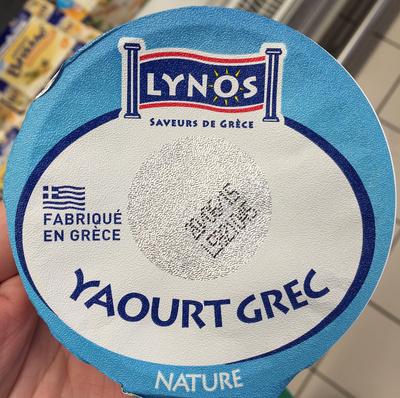 LYNOS
SAVEURS DE GRÈCE
FABRIQUÉ
EN GRÈCE
YAOURT GREC
NATURE